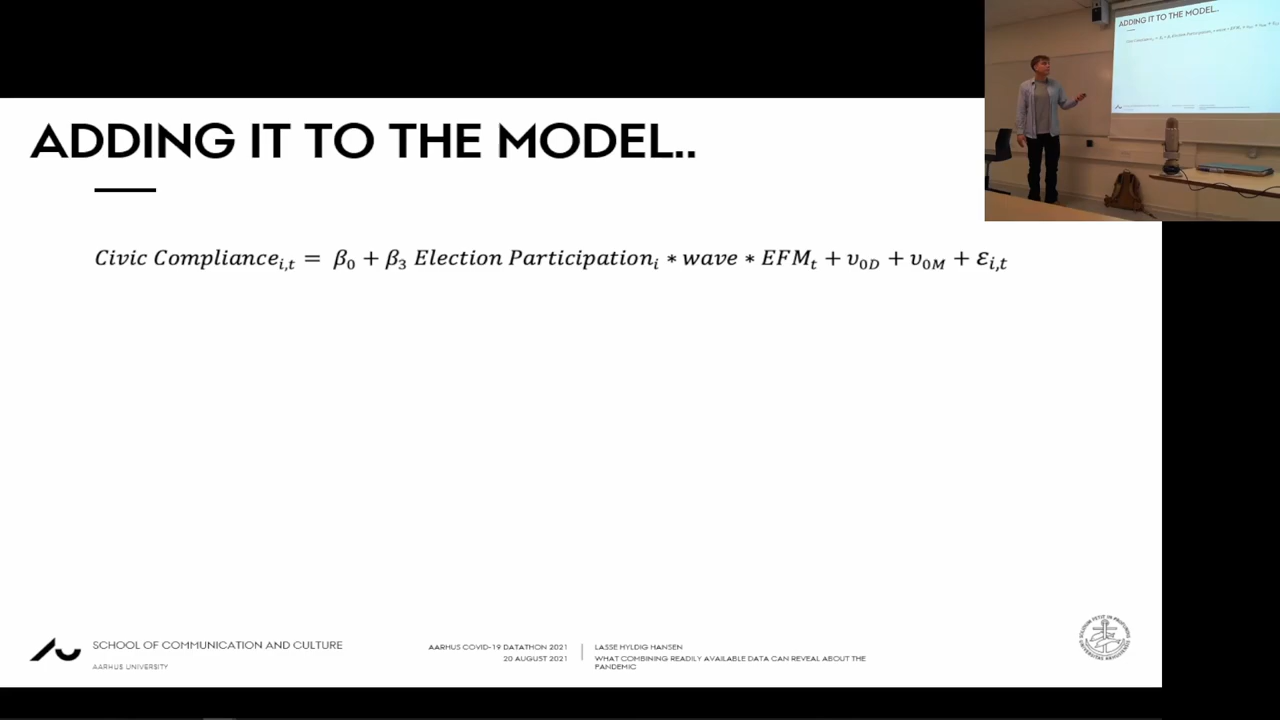 ADDING IT TO THE MODEL..
Civic Compliance_{i,t} = β_0 + β_3 Election Participation_i * wave * EFM_t + υ_{0D} + υ_{0M} + ε_{i,t}
SCHOOL OF COMMUNICATION AND CULTURE
AARHUS UNIVERSITY
AARHUS COVID-19 DATATHON 2021
20 AUGUST 2021
LASSE HYLDIG HANSEN
WHAT COMBINING READILY AVAILABLE DATA CAN REVEAL ABOUT THE
PANDEMIC
ADDING IT TO THE MODEL..